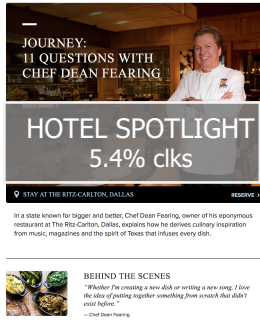 JOURNEY:
11 QUESTIONS WITH
CHEF DEAN FEARING
READ MORE
HOTEL SPOTLIGHT
5.4% clks
STAY AT THE RITZ-CARLTON, DALLAS
RESERVE >
In a state known for bigger and better, Chef Dean Fearing, owner of his eponymous
restaurant at The Ritz-Carlton, Dallas, explains how he derives culinary inspiration
from music, magazines and the spirit of Texas that infuses every dish.
BEHIND THE SCENES
"Whether I'm creating a new dish or writing a new song, I love
the idea of putting together something from scratch that didn't
exist before."
— Chef Dean Fearing